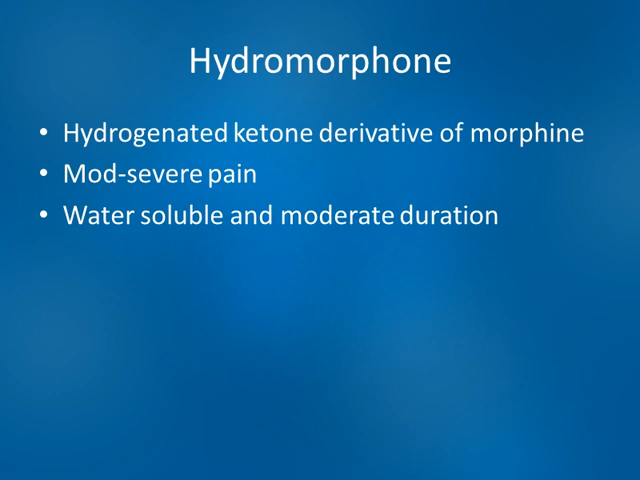 Hydromorphone
• Hydrogenated ketone derivative of morphine
• Mod-severe pain
• Water soluble and moderate duration